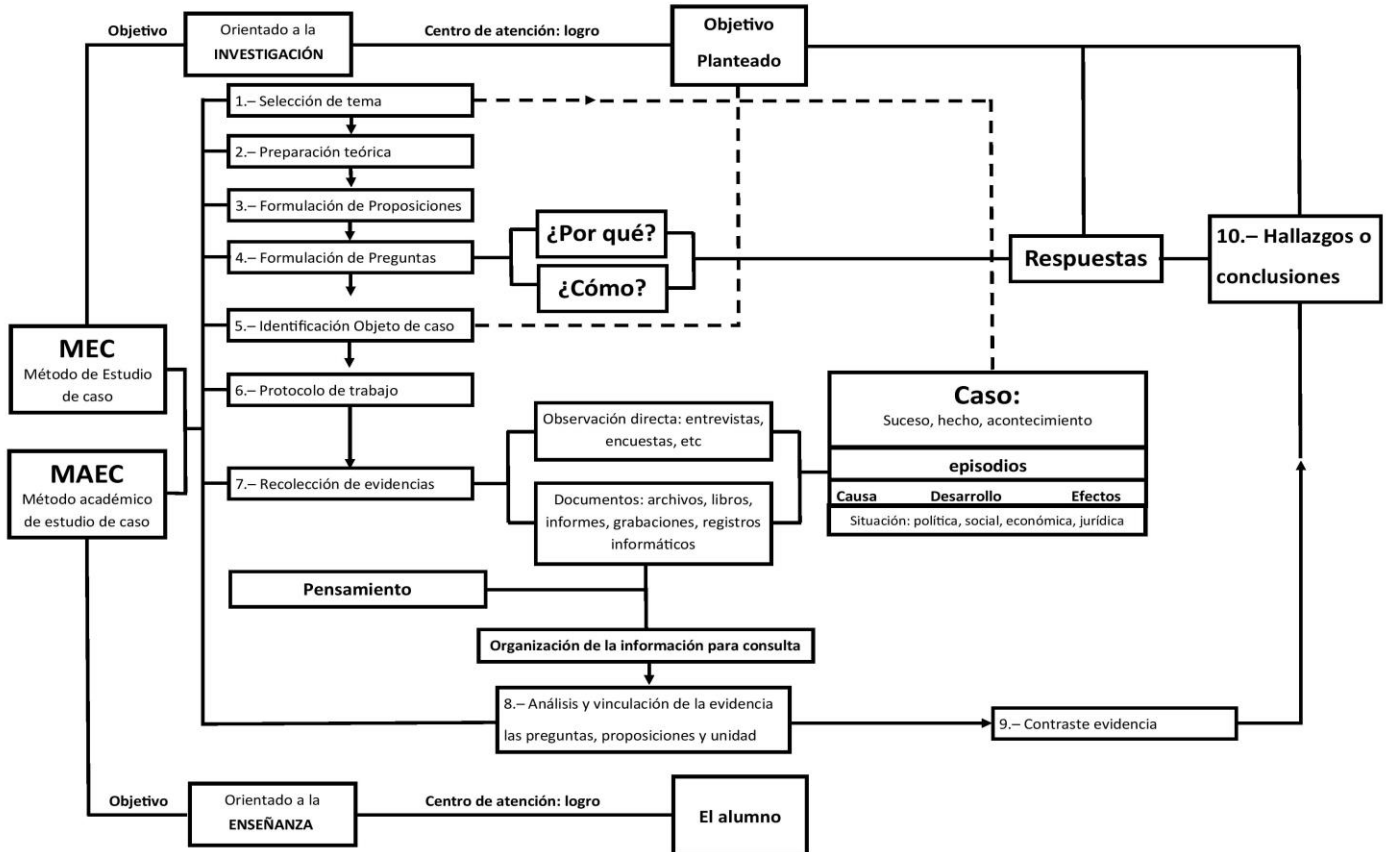 Objetivo
Orientado a la
INVESTIGACIÓN
Centro de atención: logro
Objetivo
Planteado
1.– Selección de tema
2.– Preparación teórica
3.– Formulación de Proposiciones
4.– Formulación de Preguntas
¿Por qué?
¿Cómo?
Respuestas
10.– Hallazgos o
conclusiones
5.– Identificación Objeto de caso
MEC
Método de Estudio
de caso
6.– Protocolo de trabajo
MAEC
Método académico
de estudio de caso
7.– Recolección de evidencias
Observación directa: entrevistas,
encuestas, etc
Documentos: archivos, libros,
informes, grabaciones, registros
informáticos
Caso:
Suceso, hecho, acontecimiento
episodios
Causa Desarrollo Efectos
Situación: política, social, económica, jurídica
Pensamiento
Organización de la información para consulta
8.– Análisis y vinculación de la evidencia
las preguntas, proposiciones y unidad
9.– Contraste evidencia
Objetivo
Orientado a la
ENSEÑANZA
Centro de atención: logro
El alumno